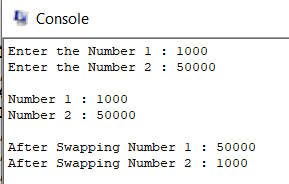 Console
Enter the Number 1 : 1000
Enter the Number 2 : 50000
Number 1 : 1000
Number 2 : 50000
After Swapping Number 1 : 50000
After Swapping Number 2 : 1000